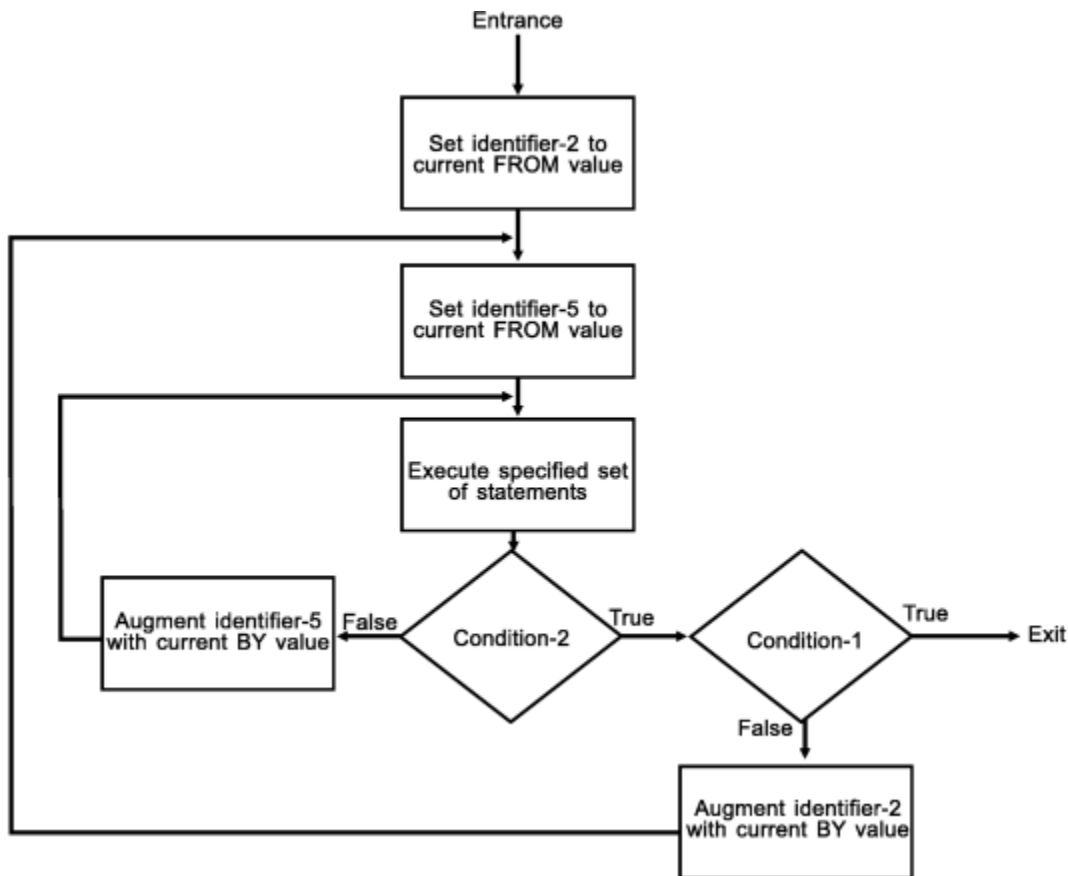 Entrance
Set identifier-2 to
current FROM value
Set identifier-5 to
current FROM value
Execute specified set
of statements
Augment identifier-5
with current BY value
False
Condition-2
True
Condition-1
True
Exit
False
Augment identifier-2
with current BY value